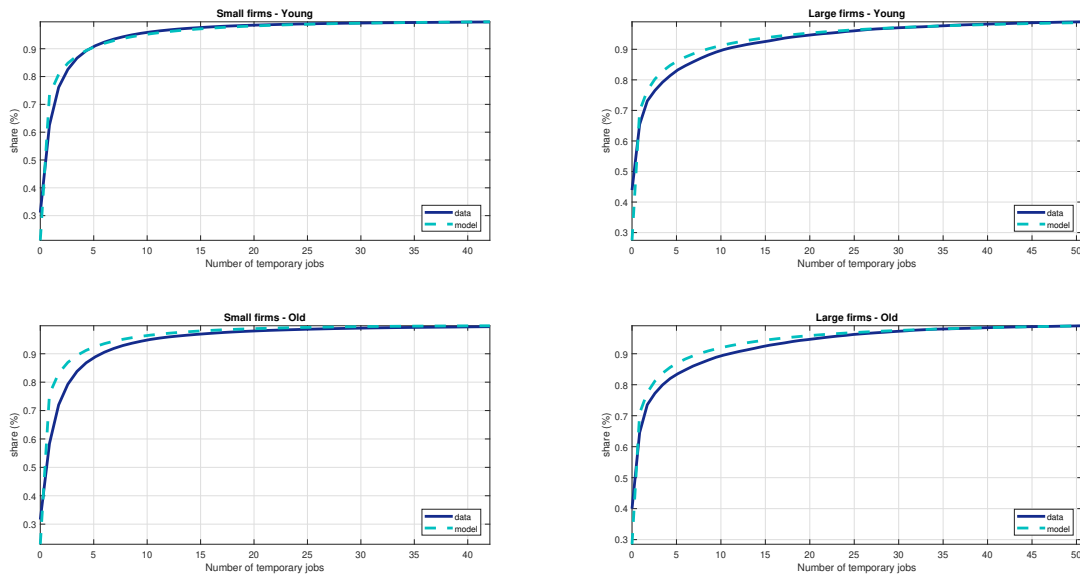 Small firms - Young
share (%)
0.9
0.8
0.7
0.6
0.5
0.4
0.3
0 5 10 15 20 25 30 35 40
Number of temporary jobs
data
model
Large firms - Young
share (%)
0.9
0.8
0.7
0.6
0.5
0.4
0.3
0 5 10 15 20 25 30 35 40 45 50
Number of temporary jobs
data
model
Small firms - Old
share (%)
0.9
0.8
0.7
0.6
0.5
0.4
0.3
0 5 10 15 20 25 30 35 40
Number of temporary jobs
data
model
Large firms - Old
share (%)
0.9
0.8
0.7
0.6
0.5
0.4
0.3
0 5 10 15 20 25 30 35 40 45 50
Number of temporary jobs
data
model